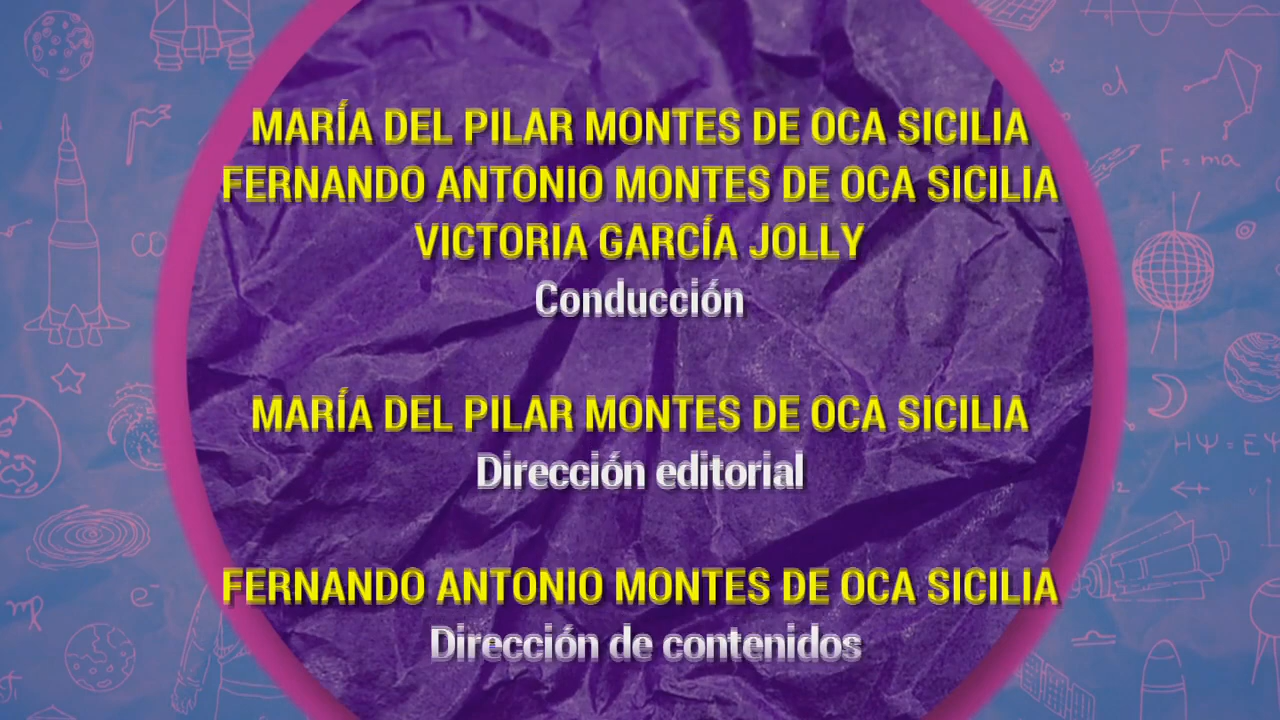 MARÍA DEL PILAR MONTES DE OCA SICILIA
FERNANDO ANTONIO MONTES DE OCA SICILIA
VICTORIA GARCÍA JOLLY
Conducción
MARÍA DEL PILAR MONTES DE OCA SICILIA
Dirección editorial
FERNANDO ANTONIO MONTES DE OCA SICILIA
Dirección de contenidos
F = ma